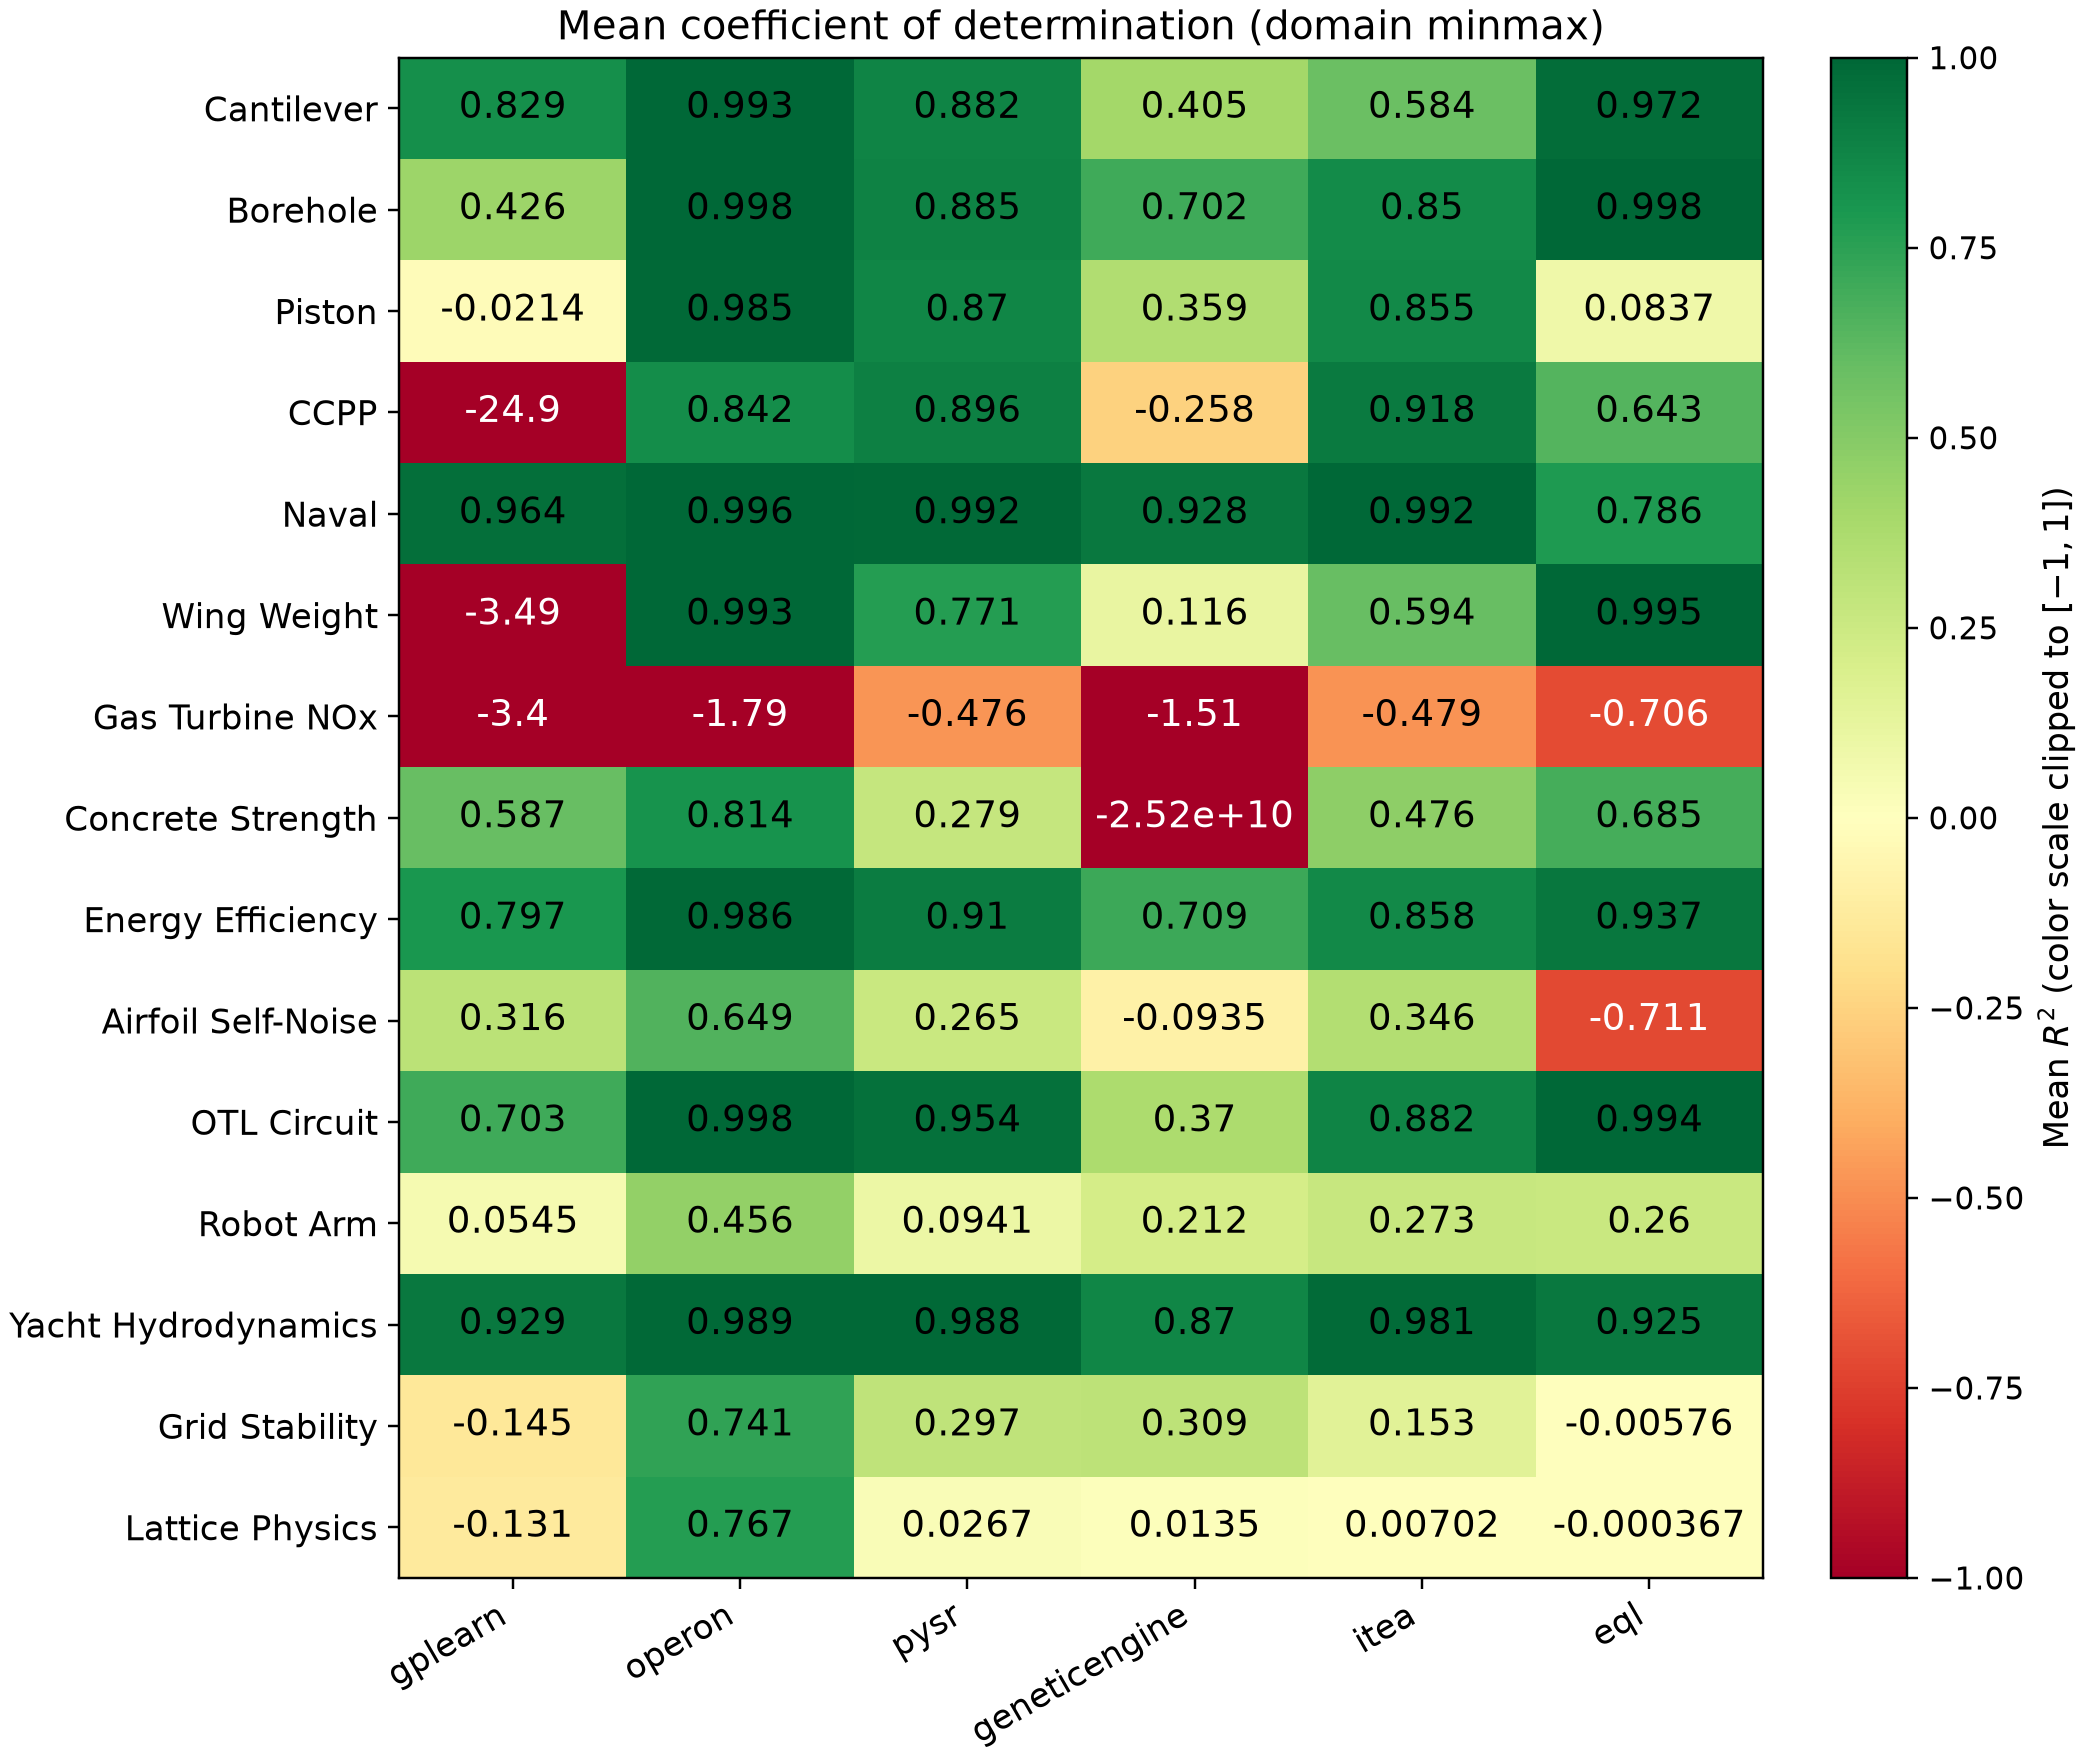 Mean coefficient of determination (domain minmax)
Cantilever 0.829 0.993 0.882 0.405 0.584 0.972
Borehole 0.426 0.998 0.885 0.702 0.85 0.998
Piston -0.0214 0.985 0.87 0.359 0.855 0.0837
CCPP -24.9 0.842 0.896 -0.258 0.918 0.643
Naval 0.964 0.996 0.992 0.928 0.992 0.786
Wing Weight -3.49 0.993 0.771 0.116 0.594 0.995
Gas Turbine NOx -3.4 -1.79 -0.476 -1.51 -0.479 -0.706
Concrete Strength 0.587 0.814 0.279 -2.52e+10 0.476 0.685
Energy Efficiency 0.797 0.986 0.91 0.709 0.858 0.937
Airfoil Self-Noise 0.316 0.649 0.265 -0.0935 0.346 -0.711
OTL Circuit 0.703 0.998 0.954 0.37 0.882 0.994
Robot Arm 0.0545 0.456 0.0941 0.212 0.273 0.26
Yacht Hydrodynamics 0.929 0.989 0.988 0.87 0.981 0.925
Grid Stability -0.145 0.741 0.297 0.309 0.153 -0.00576
Lattice Physics -0.131 0.767 0.0267 0.0135 0.00702 -0.000367
gplearn operon pysr geneticengine itea eql
1.00
0.75
0.50
0.25
0.00
−0.25
−0.50
−0.75
−1.00
Mean R² (color scale clipped to [−1, 1])